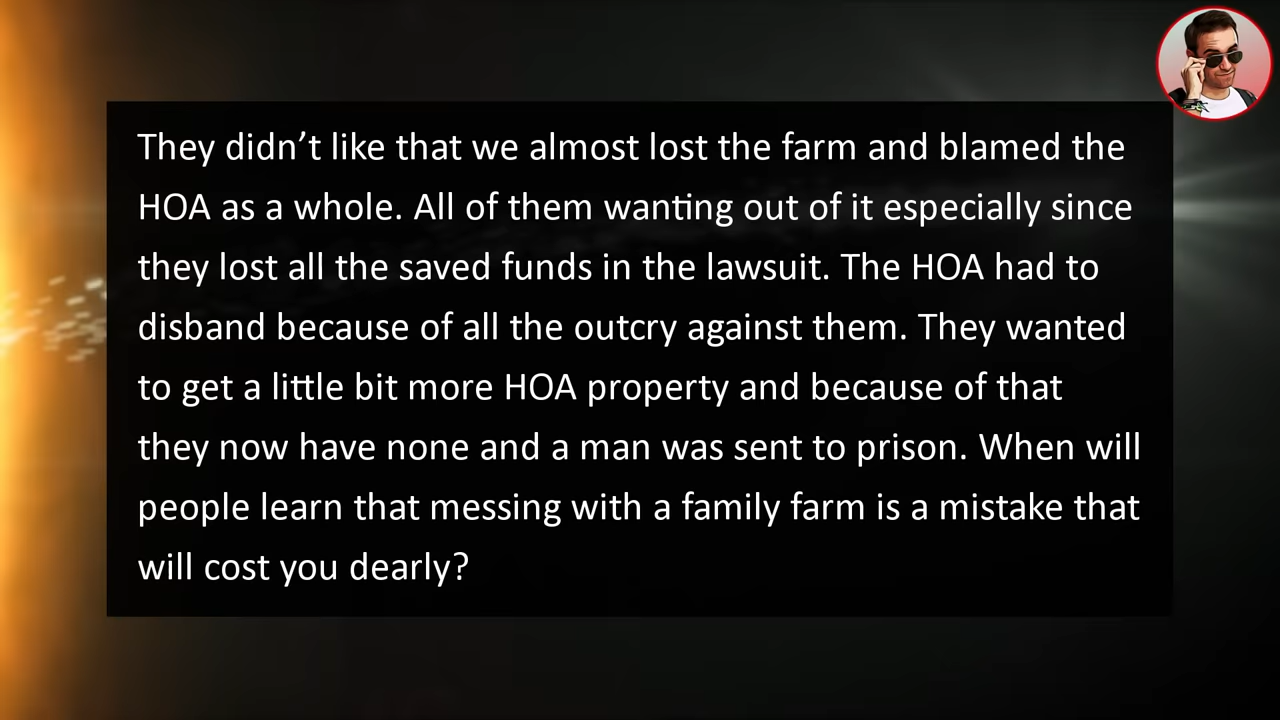 They didn’t like that we almost lost the farm and blamed the
HOA as a whole. All of them wanting out of it especially since
they lost all the saved funds in the lawsuit. The HOA had to
disband because of all the outcry against them. They wanted
to get a little bit more HOA property and because of that
they now have none and a man was sent to prison. When will
people learn that messing with a family farm is a mistake that
will cost you dearly?